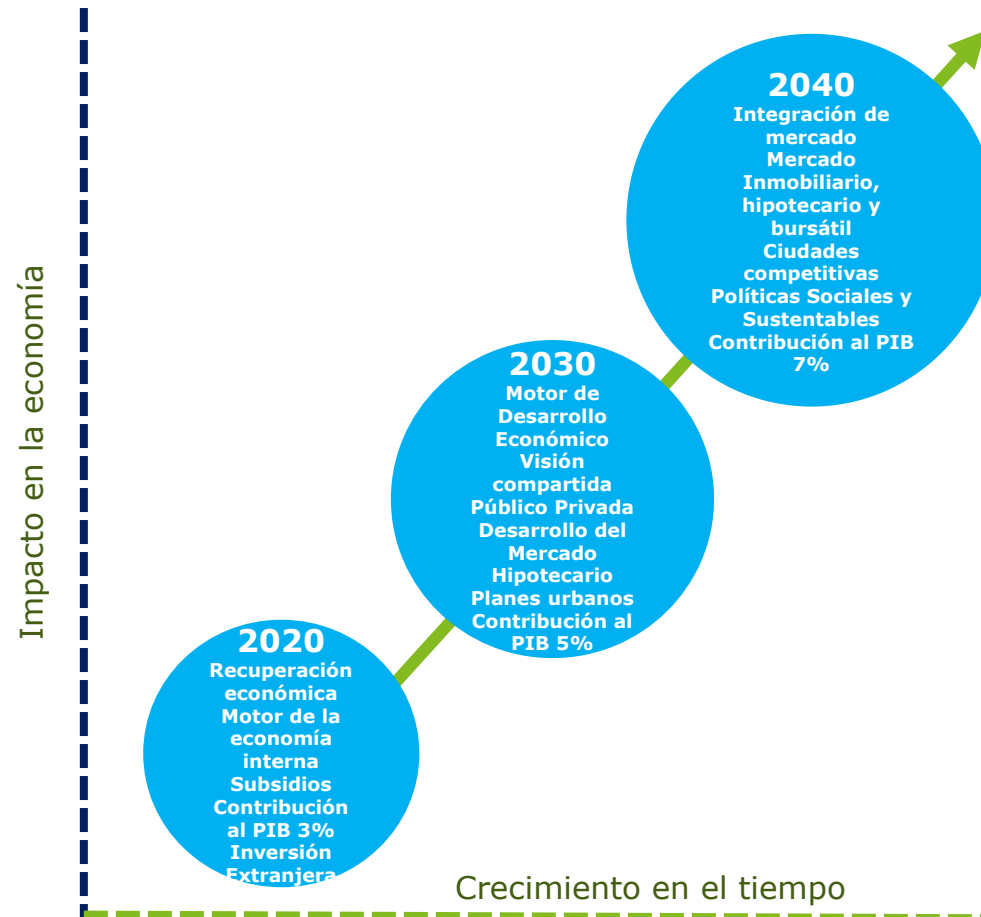 2040
Integración de
mercado
Mercado
Inmobiliario,
hipotecario y
bursátil
Ciudades
competitivas
Políticas Sociales y
Sustentables
Contribución al PIB
7%
2030
Motor de
Desarrollo
Económico
Visión
compartida
Público Privada
Desarrollo del
Mercado
Hipotecario
Planes urbanos
Contribución al
PIB 5%
2020
Recuperación
económica
Motor de la
economía
interna
Subsidios
Contribución
al PIB 3%
Inversión
Extranjera
Impacto en la economía
Crecimiento en el tiempo